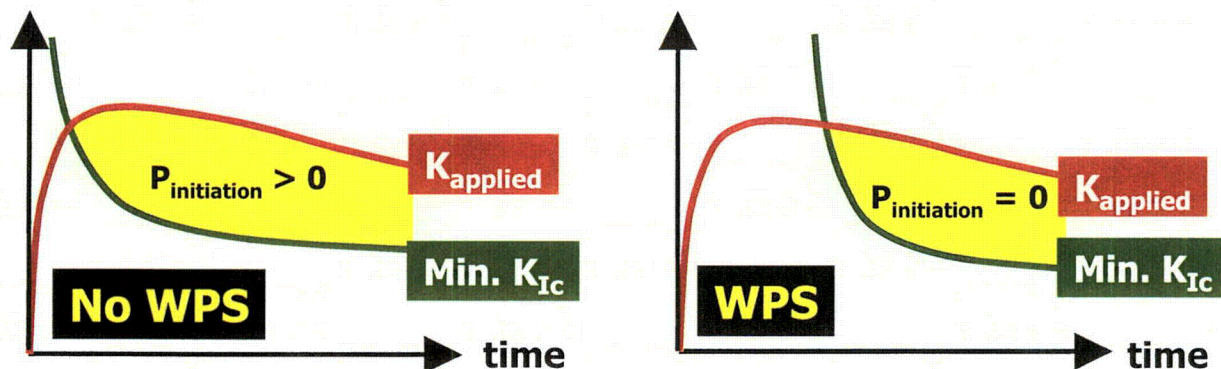 P_initiation > 0
K_applied
Min. K_Ic
No WPS
time
P_initiation = 0
K_applied
Min. K_Ic
WPS
time